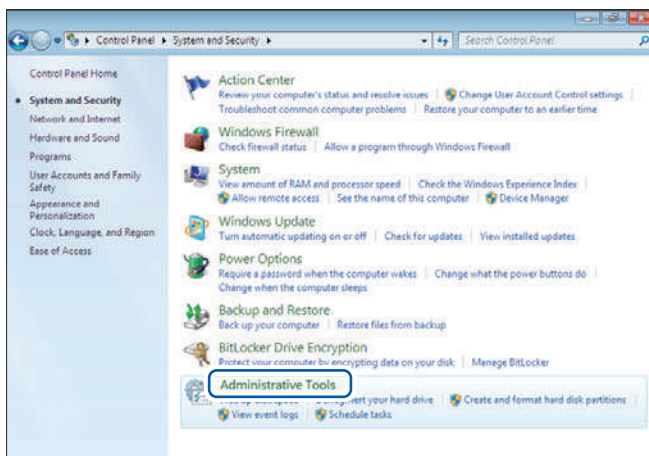 Control Panel ▸ System and Security ▸
Search Control Panel
Control Panel Home
System and Security
Network and Internet
Hardware and Sound
Programs
User Accounts and Family
Safety
Appearance and
Personalization
Clock, Language, and Region
Ease of Access
Action Center
Review your computer's status and resolve issues | Change User Account Control settings |
Troubleshoot common computer problems | Restore your computer to an earlier time
Windows Firewall
Check firewall status | Allow a program through Windows Firewall
System
View amount of RAM and processor speed | Check the Windows Experience Index |
Allow remote access | See the name of this computer | Device Manager
Windows Update
Turn automatic updating on or off | Check for updates | View installed updates
Power Options
Require a password when the computer wakes | Change what the power buttons do |
Change when the computer sleeps
Backup and Restore
Back up your computer | Restore files from backup
BitLocker Drive Encryption
Protect your computer by encrypting data on your disk | Manage BitLocker
Administrative Tools
your hard drive | Create and format hard disk partitions
View event logs | Schedule tasks